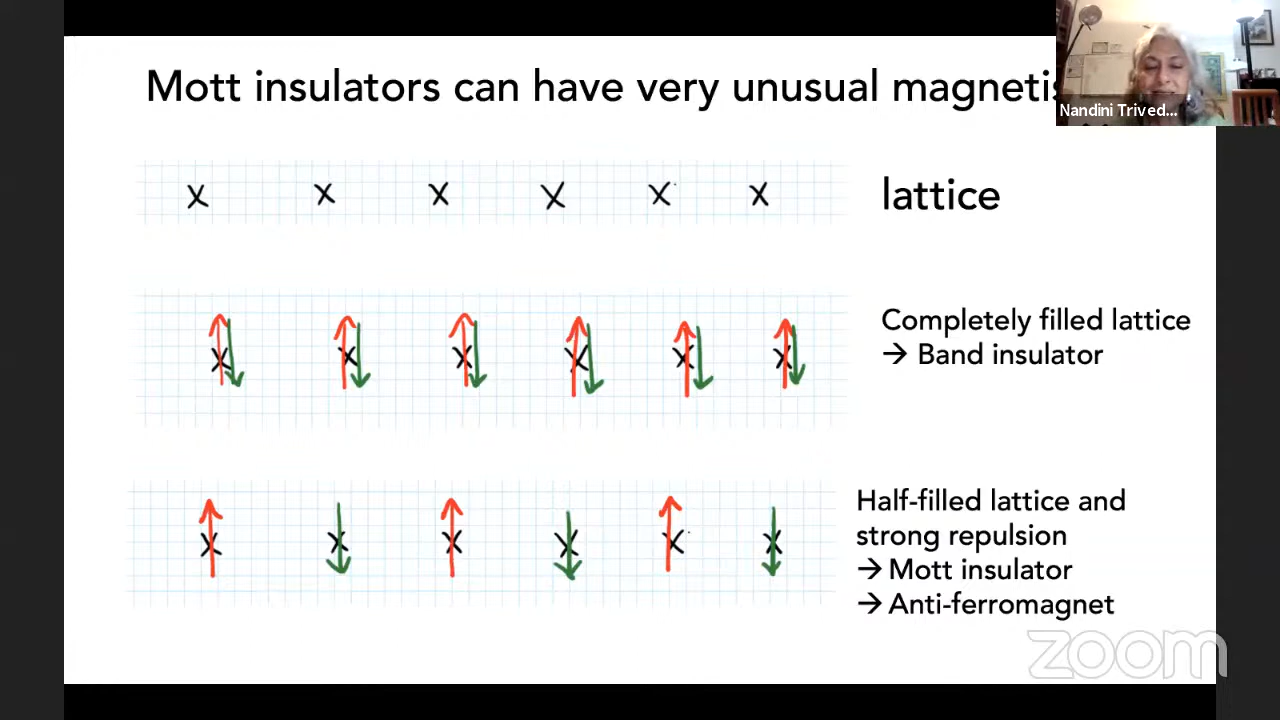 Mott insulators can have very unusual magnetis
Nandini Trived...
X X X X X X
lattice
X X X X X X
Completely filled lattice
→ Band insulator
X X X X X X
Half-filled lattice and
strong repulsion
→ Mott insulator
→ Anti-ferromagnet
zoom